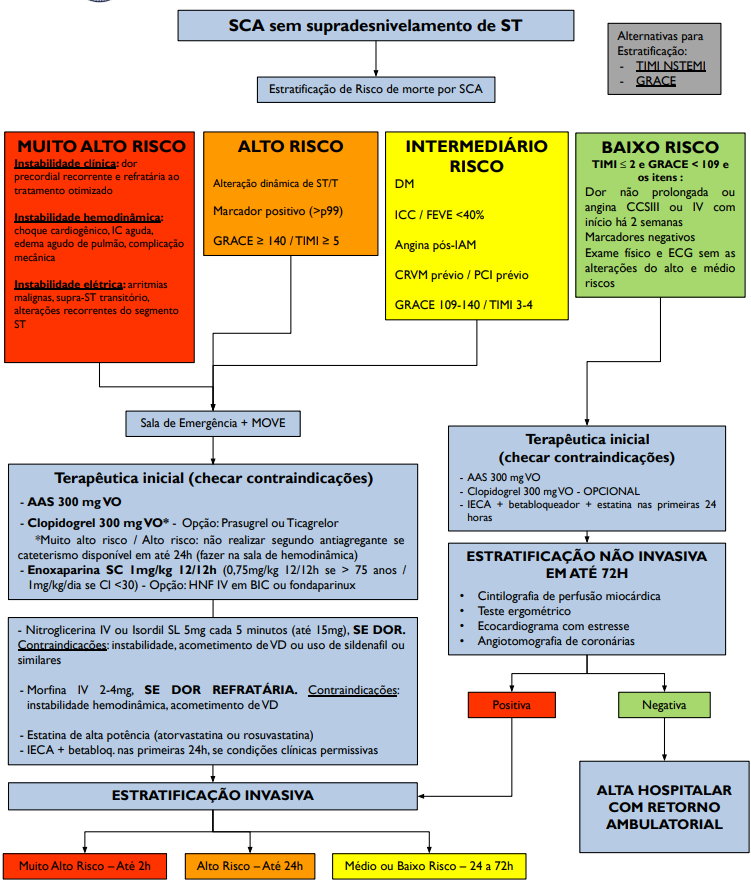 SCA sem supradesnivelamento de ST
Alternativas para
Estratificação:
- TIMI NSTEMI
- GRACE
Estratificação de Risco de morte por SCA
MUITO ALTO RISCO
Instabilidade clínica: dor
precordial recorrente e refratária ao
tratamento otimizado
Instabilidade hemodinâmica:
choque cardiogênico, IC aguda,
edema agudo de pulmão, complicação
mecânica
Instabilidade elétrica: arritmias
malignas, supra-ST transitório,
alterações recorrentes do segmento
ST
ALTO RISCO
Alteração dinâmica de ST/T
Marcador positivo (>p99)
GRACE ≥ 140 / TIMI ≥ 5
INTERMEDIÁRIO
RISCO
DM
ICC / FEVE <40%
Angina pós-IAM
CRVM prévio / PCI prévio
GRACE 109-140 / TIMI 3-4
BAIXO RISCO
TIMI ≤ 2 e GRACE < 109 e
os itens :
Dor não prolongada ou
angina CCSIII ou IV com
início há 2 semanas
Marcadores negativos
Exame físico e ECG sem as
alterações do alto e médio
riscos
Sala de Emergência + MOVE
Terapêutica inicial (checar contraindicações)
- AAS 300 mg VO
- Clopidogrel 300 mg VO* - Opção: Prasugrel ou Ticagrelor
*Muito alto risco / Alto risco: não realizar segundo antiagregante se
cateterismo disponível em até 24h (fazer na sala de hemodinâmica)
- Enoxaparina SC 1mg/kg 12/12h (0,75mg/kg 12/12h se > 75 anos /
1mg/kg/dia se Cl <30) - Opção: HNF IV em BIC ou fondaparinux
- Nitroglicerina IV ou Isordil SL 5mg cada 5 minutos (até 15mg), SE DOR.
Contraindicações: instabilidade, acometimento de VD ou uso de sildenafil ou
similares
- Morfina IV 2-4mg, SE DOR REFRATÁRIA. Contraindicações:
instabilidade hemodinâmica, acometimento de VD
- Estatina de alta potência (atorvastatina ou rosuvastatina)
- IECA + betabloq. nas primeiras 24h, se condições clínicas permissivas
ESTRATIFICAÇÃO INVASIVA
Muito Alto Risco – Até 2h
Alto Risco – Até 24h
Médio ou Baixo Risco – 24 a 72h
Terapêutica inicial
(checar contraindicações)
- AAS 300 mg VO
- Clopidogrel 300 mg VO - OPCIONAL
- IECA + betabloqueador + estatina nas primeiras 24
horas
ESTRATIFICAÇÃO NÃO INVASIVA
EM ATÉ 72H
• Cintilografia de perfusão miocárdica
• Teste ergométrico
• Ecocardiograma com estresse
• Angiotomografia de coronárias
Positiva
Negativa
ALTA HOSPITALAR
COM RETORNO
AMBULATORIAL